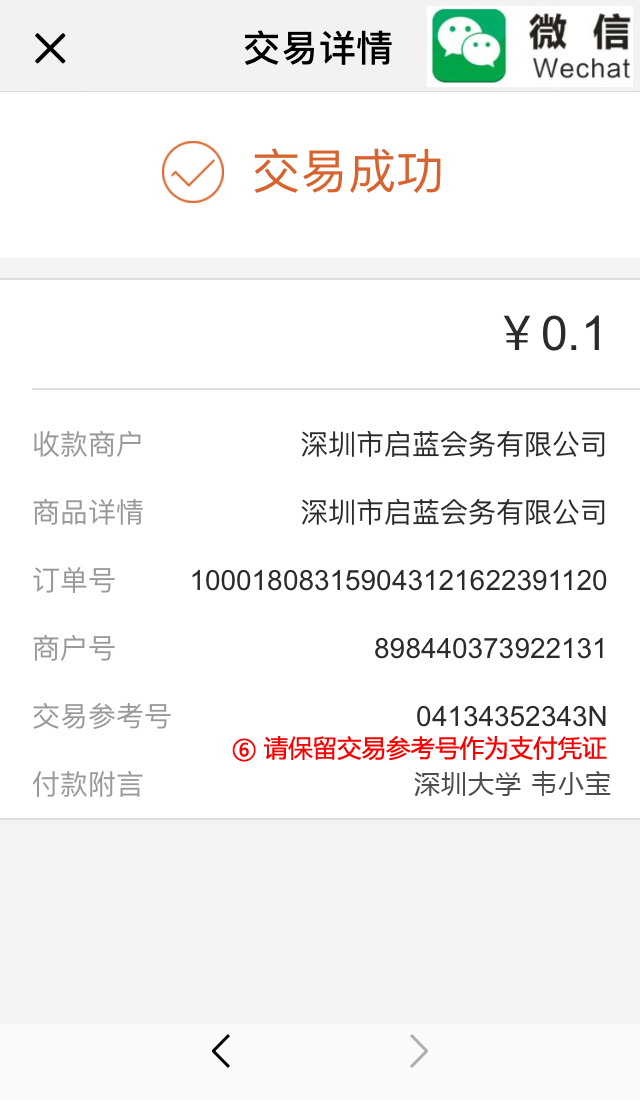 交易详情
微信
Wechat
交易成功
¥0.1
收款商户 深圳市启蓝会务有限公司
商品详情 深圳市启蓝会务有限公司
订单号 100018083159043121622391120
商户号 898440373922131
交易参考号 04134352343N
⑥ 请保留交易参考号作为支付凭证
付款附言 深圳大学 韦小宝